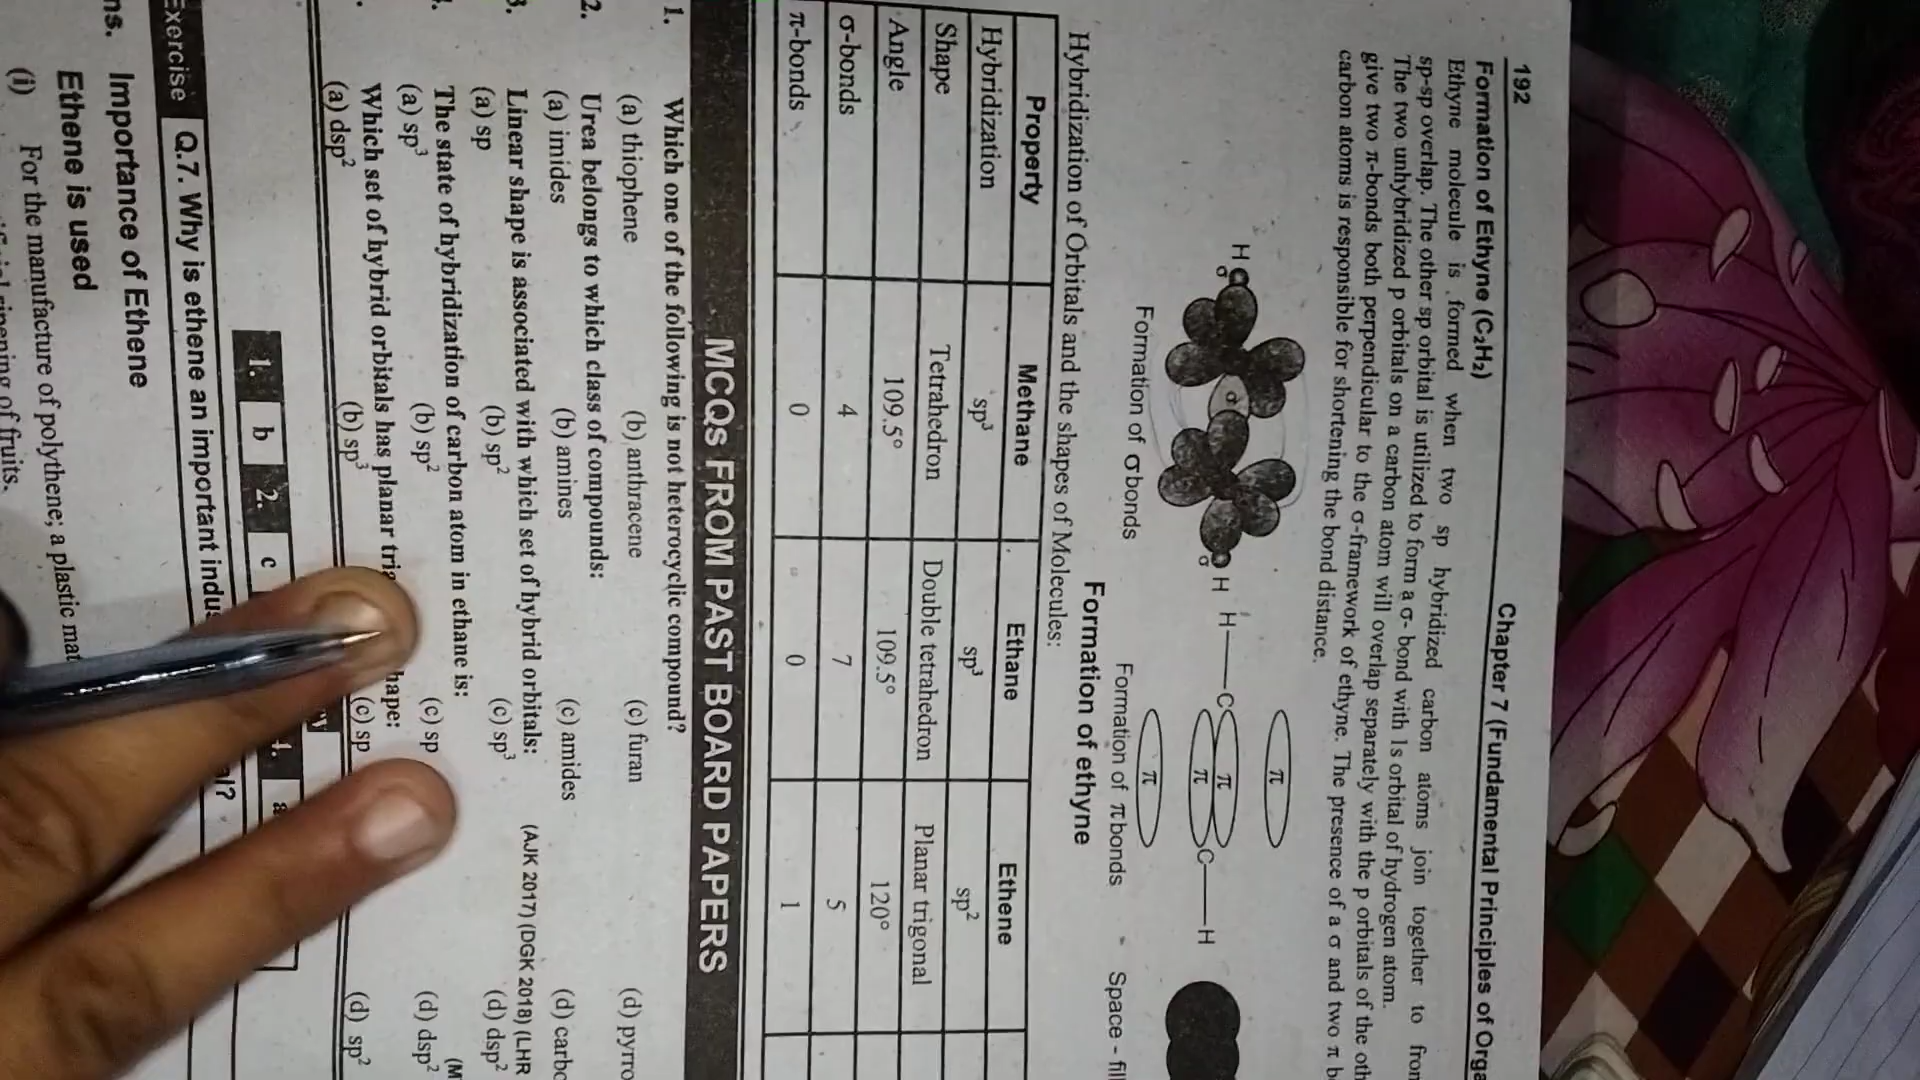 192
Chapter 7 (Fundamental Principles of
Formation of Ethyne (C₂H₂)
Ethyne molecule is formed when two sp hybridized carbon atoms join together to
sp-sp overlap. The other sp orbital is utilized to form a σ- bond with 1s orbital of hydrogen atom.
The two unhybridized p orbitals on a carbon atom will overlap separately with the p orbitals of the
give two π-bonds both perpendicular to the σ-framework of ethyne. The presence of a σ and two π
carbon atoms is responsible for shortening the bond distance.
π
H σ σ σ H H C π π C H
π
Formation of σ bonds Formation of π bonds Space -
Formation of ethyne
Hybridization of Orbitals and the shapes of Molecules:
Property Methane Ethane Ethene
Hybridization sp³ sp³ sp²
Shape Tetrahedron Double tetrahedron Planar trigonal
Angle 109.5° 109.5° 120°
σ-bonds 4 7 5
π-bonds 0 0 1
MCQs FROM PAST BOARD PAPERS
1. Which one of the following is not heterocyclic compound?
(a) thiophene (b) anthracene (c) furan (d)
2. Urea belongs to which class of compounds:
(a) imides (b) amines (c) amides (d)
3. Linear shape is associated with which set of hybrid orbitals: (AJK 2017) (DGK 2018) (LHR
(a) sp (b) sp² (c) sp³ (d) dsp²
The state of hybridization of carbon atom in ethane is:
(a) sp³ (b) sp² (c) sp (d) dsp²
Which set of hybrid orbitals has planar
(a) dsp² (b) sp³ (c) sp (d) sp²
1. b 2. c 4. a
Exercise Q.7. Why is ethene an important
Importance of Ethene
Ethene is used
(i) For the manufacture of polythene; a plastic
of fruits.